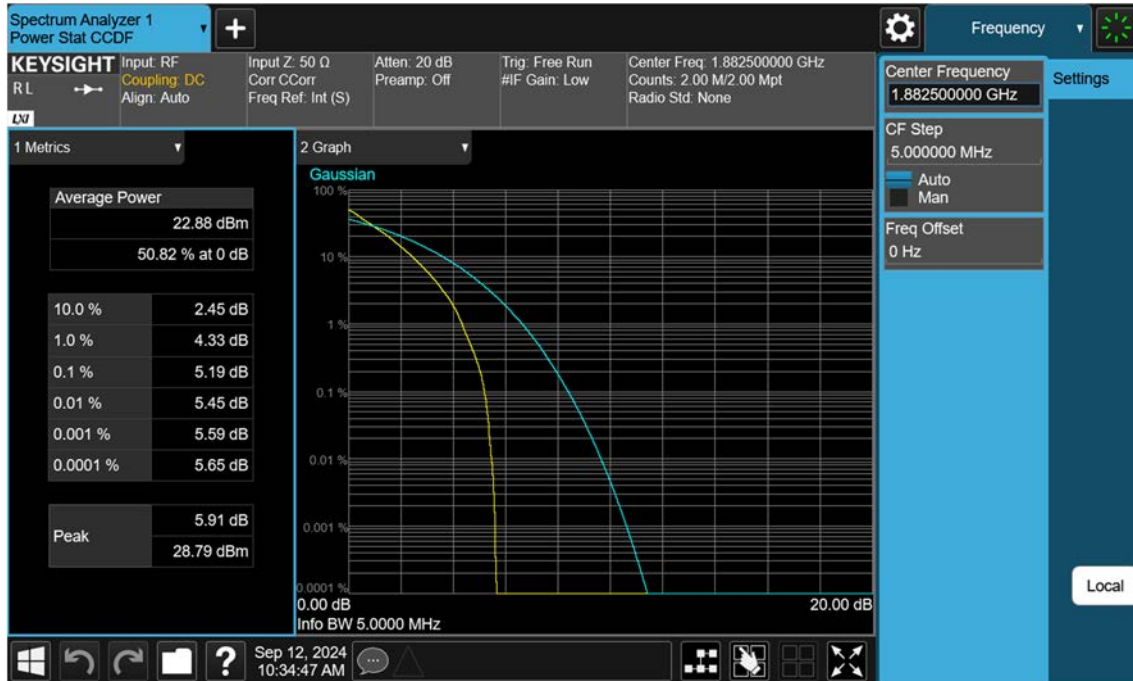 Spectrum Analyzer 1
Power Stat CCDF
+
Frequency
KEYSIGHT
RL
LXI
Input: RF
Coupling: DC
Align: Auto
Input Z: 50 Ω
Corr CCorr
Freq Ref: Int (S)
Atten: 20 dB
Preamp: Off
Trig: Free Run
#IF Gain: Low
Center Freq: 1.882500000 GHz
Counts: 2.00 M/2.00 Mpt
Radio Std: None
Center Frequency
1.882500000 GHz
Settings
CF Step
5.000000 MHz
Auto
Man
Freq Offset
0 Hz
Local
1 Metrics
Average Power
22.88 dBm
50.82 % at 0 dB
10.0 % 2.45 dB
1.0 % 4.33 dB
0.1 % 5.19 dB
0.01 % 5.45 dB
0.001 % 5.59 dB
0.0001 % 5.65 dB
Peak
5.91 dB
28.79 dBm
2 Graph
Gaussian
100 %
10 %
1 %
0.1 %
0.01 %
0.001 %
0.0001 %
0.00 dB 20.00 dB
Info BW 5.0000 MHz
?
Sep 12, 2024
10:34:47 AM